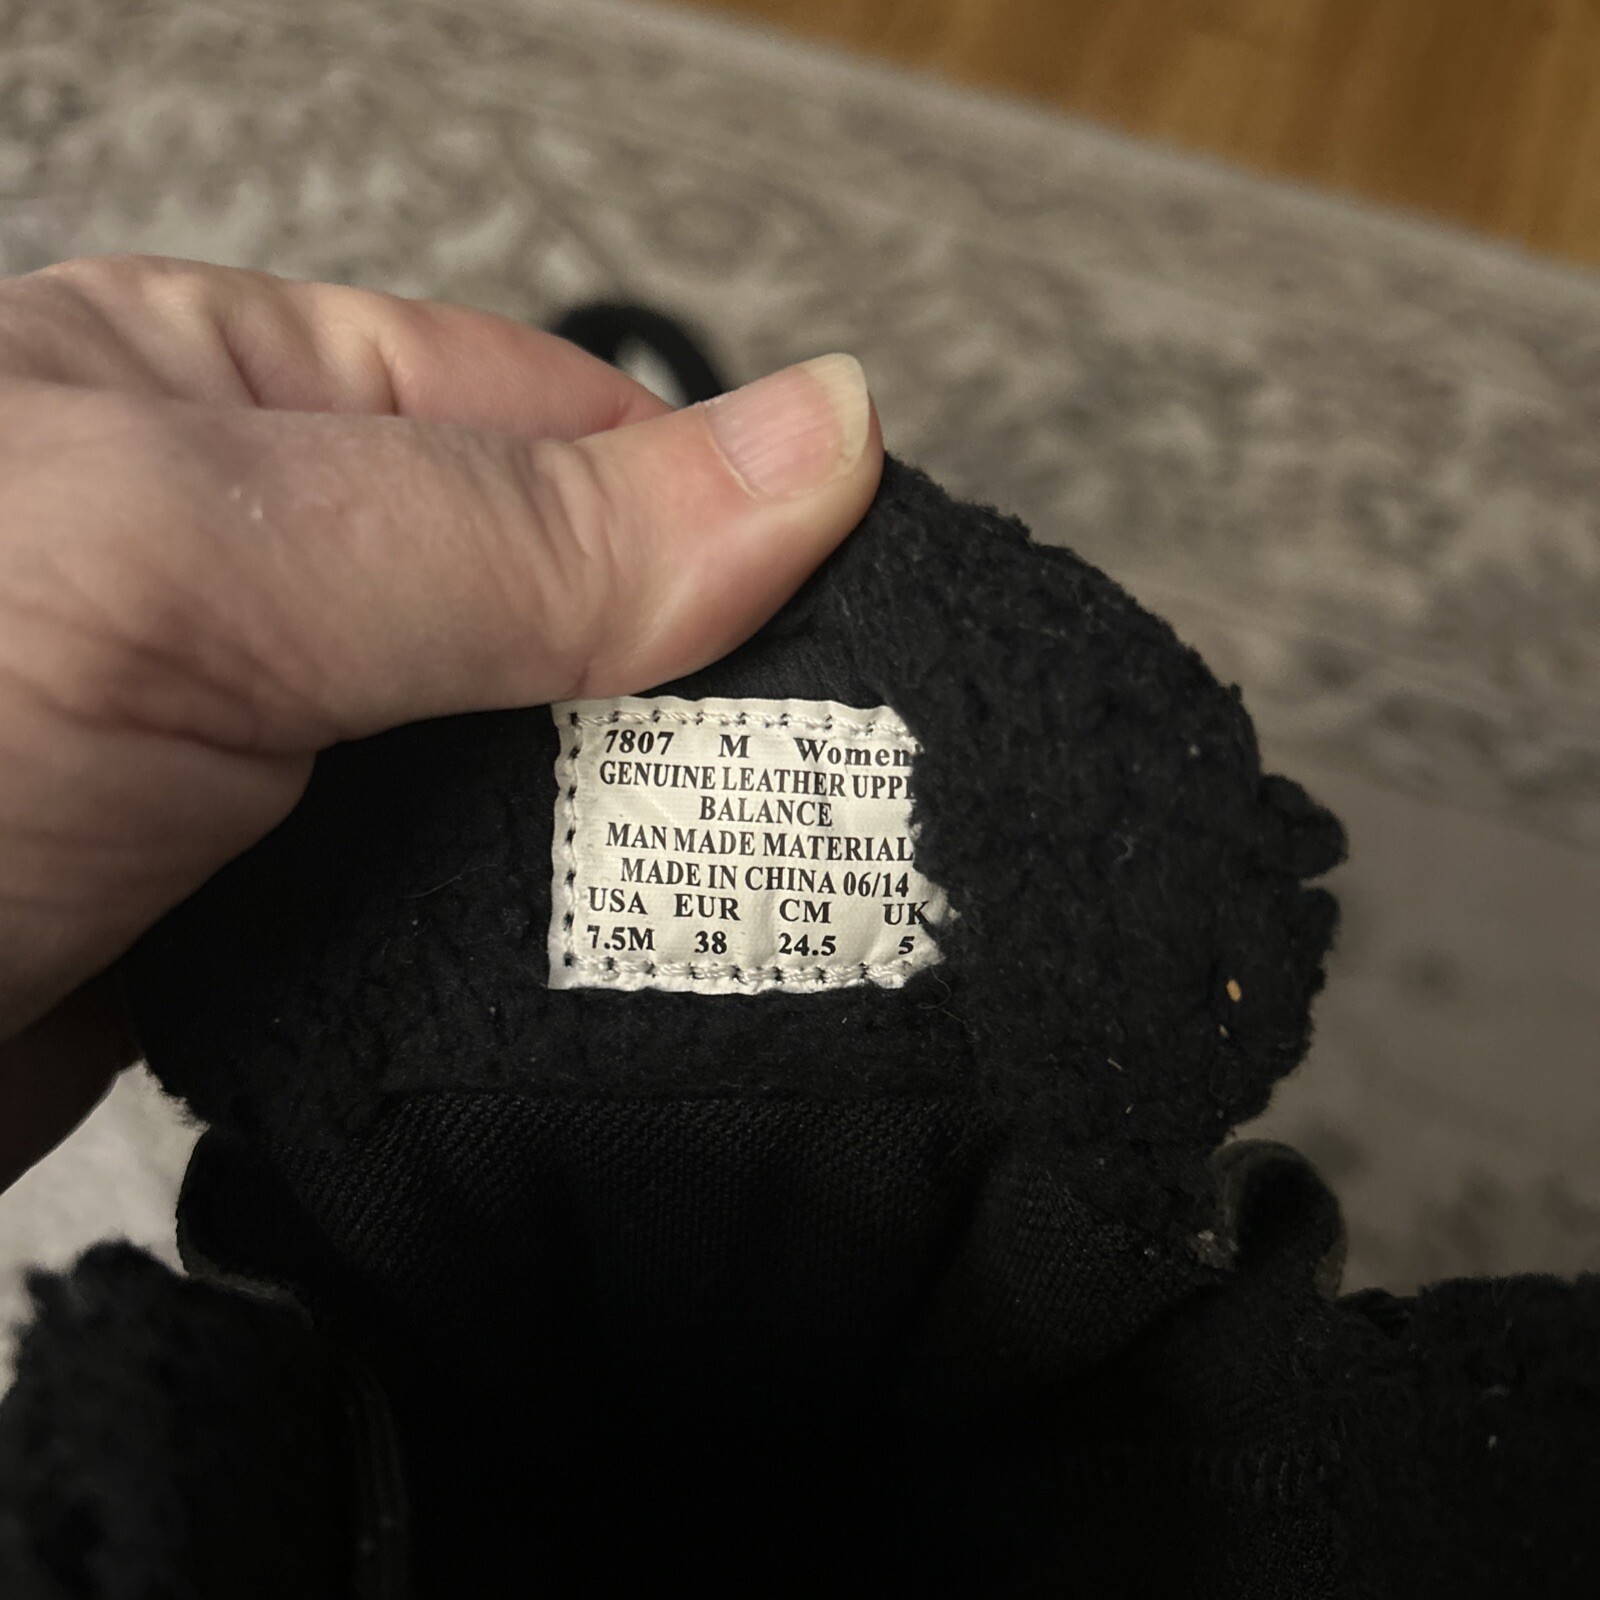 7807 M Women
GENUINE LEATHER UPP
BALANCE
MAN MADE MATERIAL
MADE IN CHINA 06/14
USA EUR CM UK
7.5M 38 24.5 5